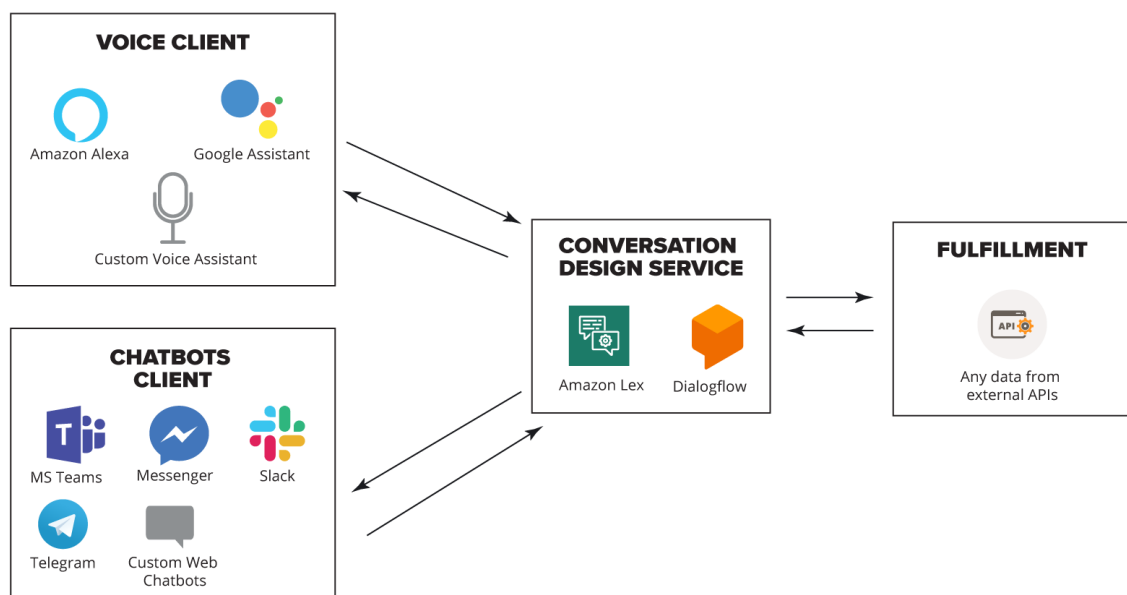 VOICE CLIENT
Amazon Alexa
Google Assistant
Custom Voice Assistant
CHATBOTS
CLIENT
T
MS Teams
Messenger
Slack
Telegram
Custom Web
Chatbots
CONVERSATION
DESIGN SERVICE
Amazon Lex
Dialogflow
FULFILLMENT
API
Any data from
external APIs